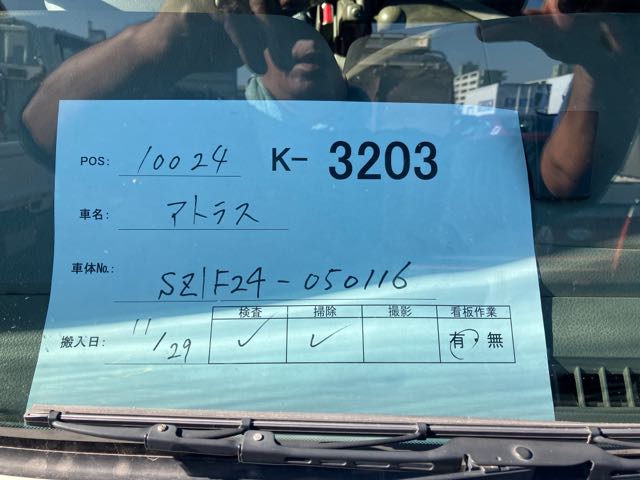 POS: 10024 K- 3203
車名: アトラス
車体No.: SZ1F24-050116
検査 掃除 撮影 看板作業
搬入日: 11/29 ✓ ✓ 有・無